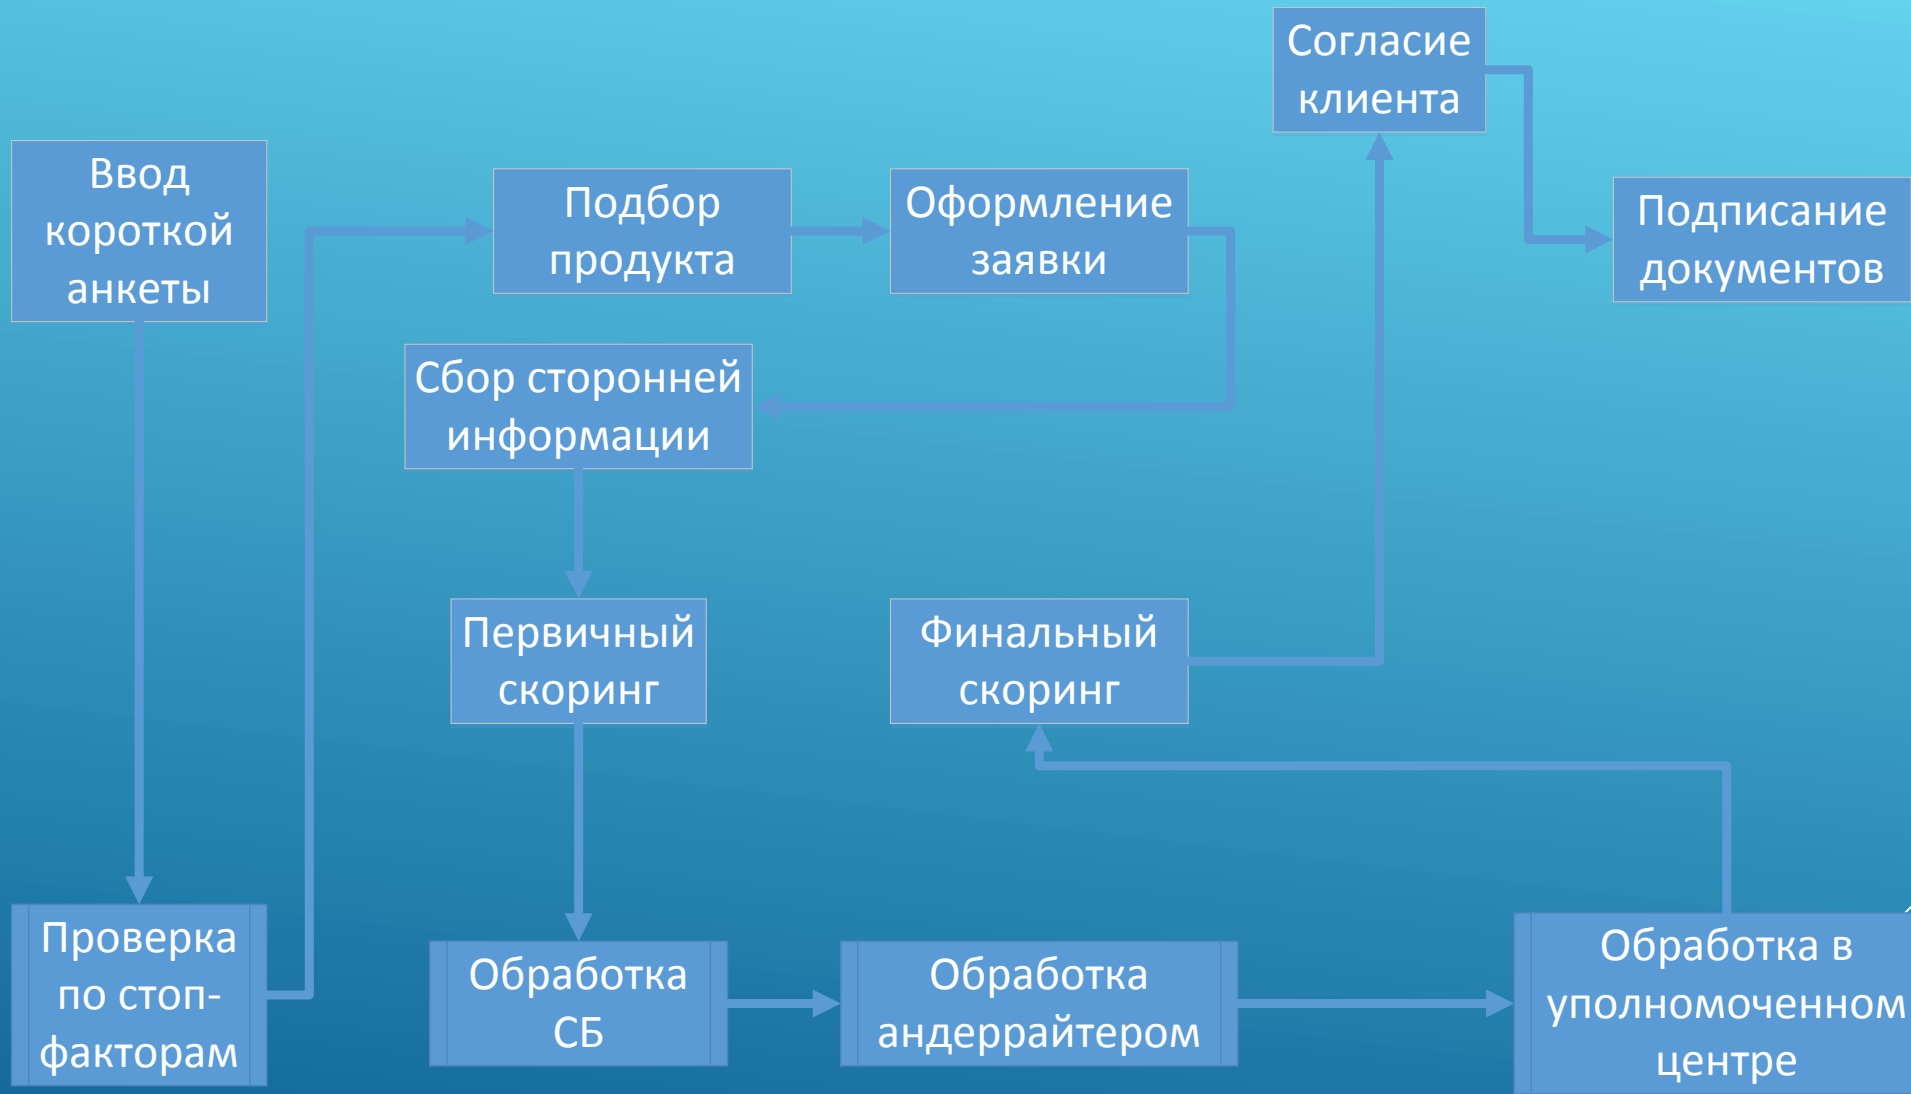 Согласие
клиента
Ввод
короткой
анкеты
Подбор
продукта
Оформление
заявки
Подписание
документов
Сбор сторонней
информации
Первичный
скоринг
Финальный
скоринг
Проверка
по стоп-
факторам
Обработка
СБ
Обработка
андеррайтером
Обработка в
уполномоченном
центре